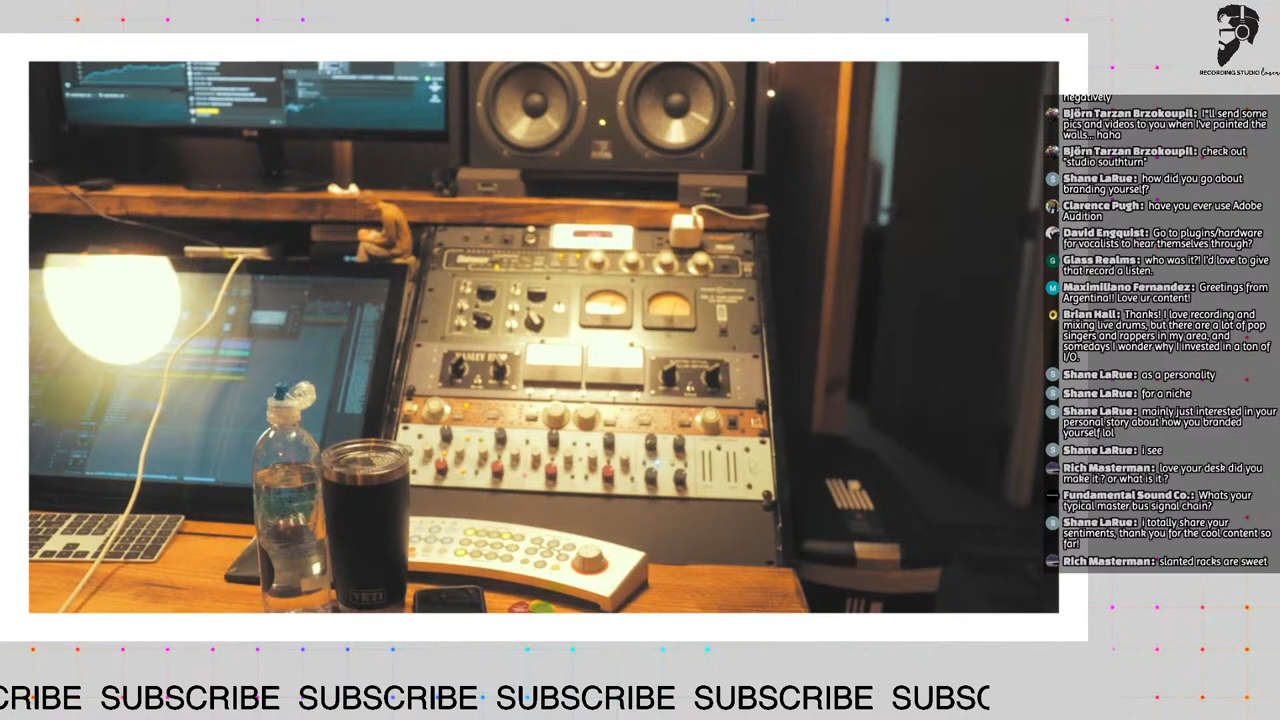 RECORDING STUDIO
negatively
Björn Tarzan Brzokoupil: I"ll send some
pics and videos to you when I've painted the
walls... haha
Björn Tarzan Brzokoupil: check out
"studio southturn"
Shane LaRue: how did you go about
branding yourself?
Clarence Pugh: have you ever use Adobe
Audition
David Engquist: Go to plugins/hardware
for vocalists to hear themselves through?
Glass Realms: who was it?! I'd love to give
that record a listen.
Maximiliano Fernandez: Greetings from
Argentina!! Love ur content!
Brian Hall: Thanks! I love recording and
mixing live drums, but there are a lot of pop
singers and rappers in my area, and
somedays I wonder why I invested in a ton of
I/O.
Shane LaRue: as a personality
Shane LaRue: for a niche
Shane LaRue: mainly just interested in your
personal story about how you branded
yourself lol
Shane LaRue: i see
Rich Masterman: love your desk did you
make it ? or what is it ?
Fundamental Sound Co.: Whats your
typical master bus signal chain?
Shane LaRue: i totally share your
sentiments, thank you for the cool content so
far!
Rich Masterman: slanted racks are sweet
YETI
CRIBE SUBSCRIBE SUBSCRIBE SUBSCRIBE SUBSCRIBE SUBSC